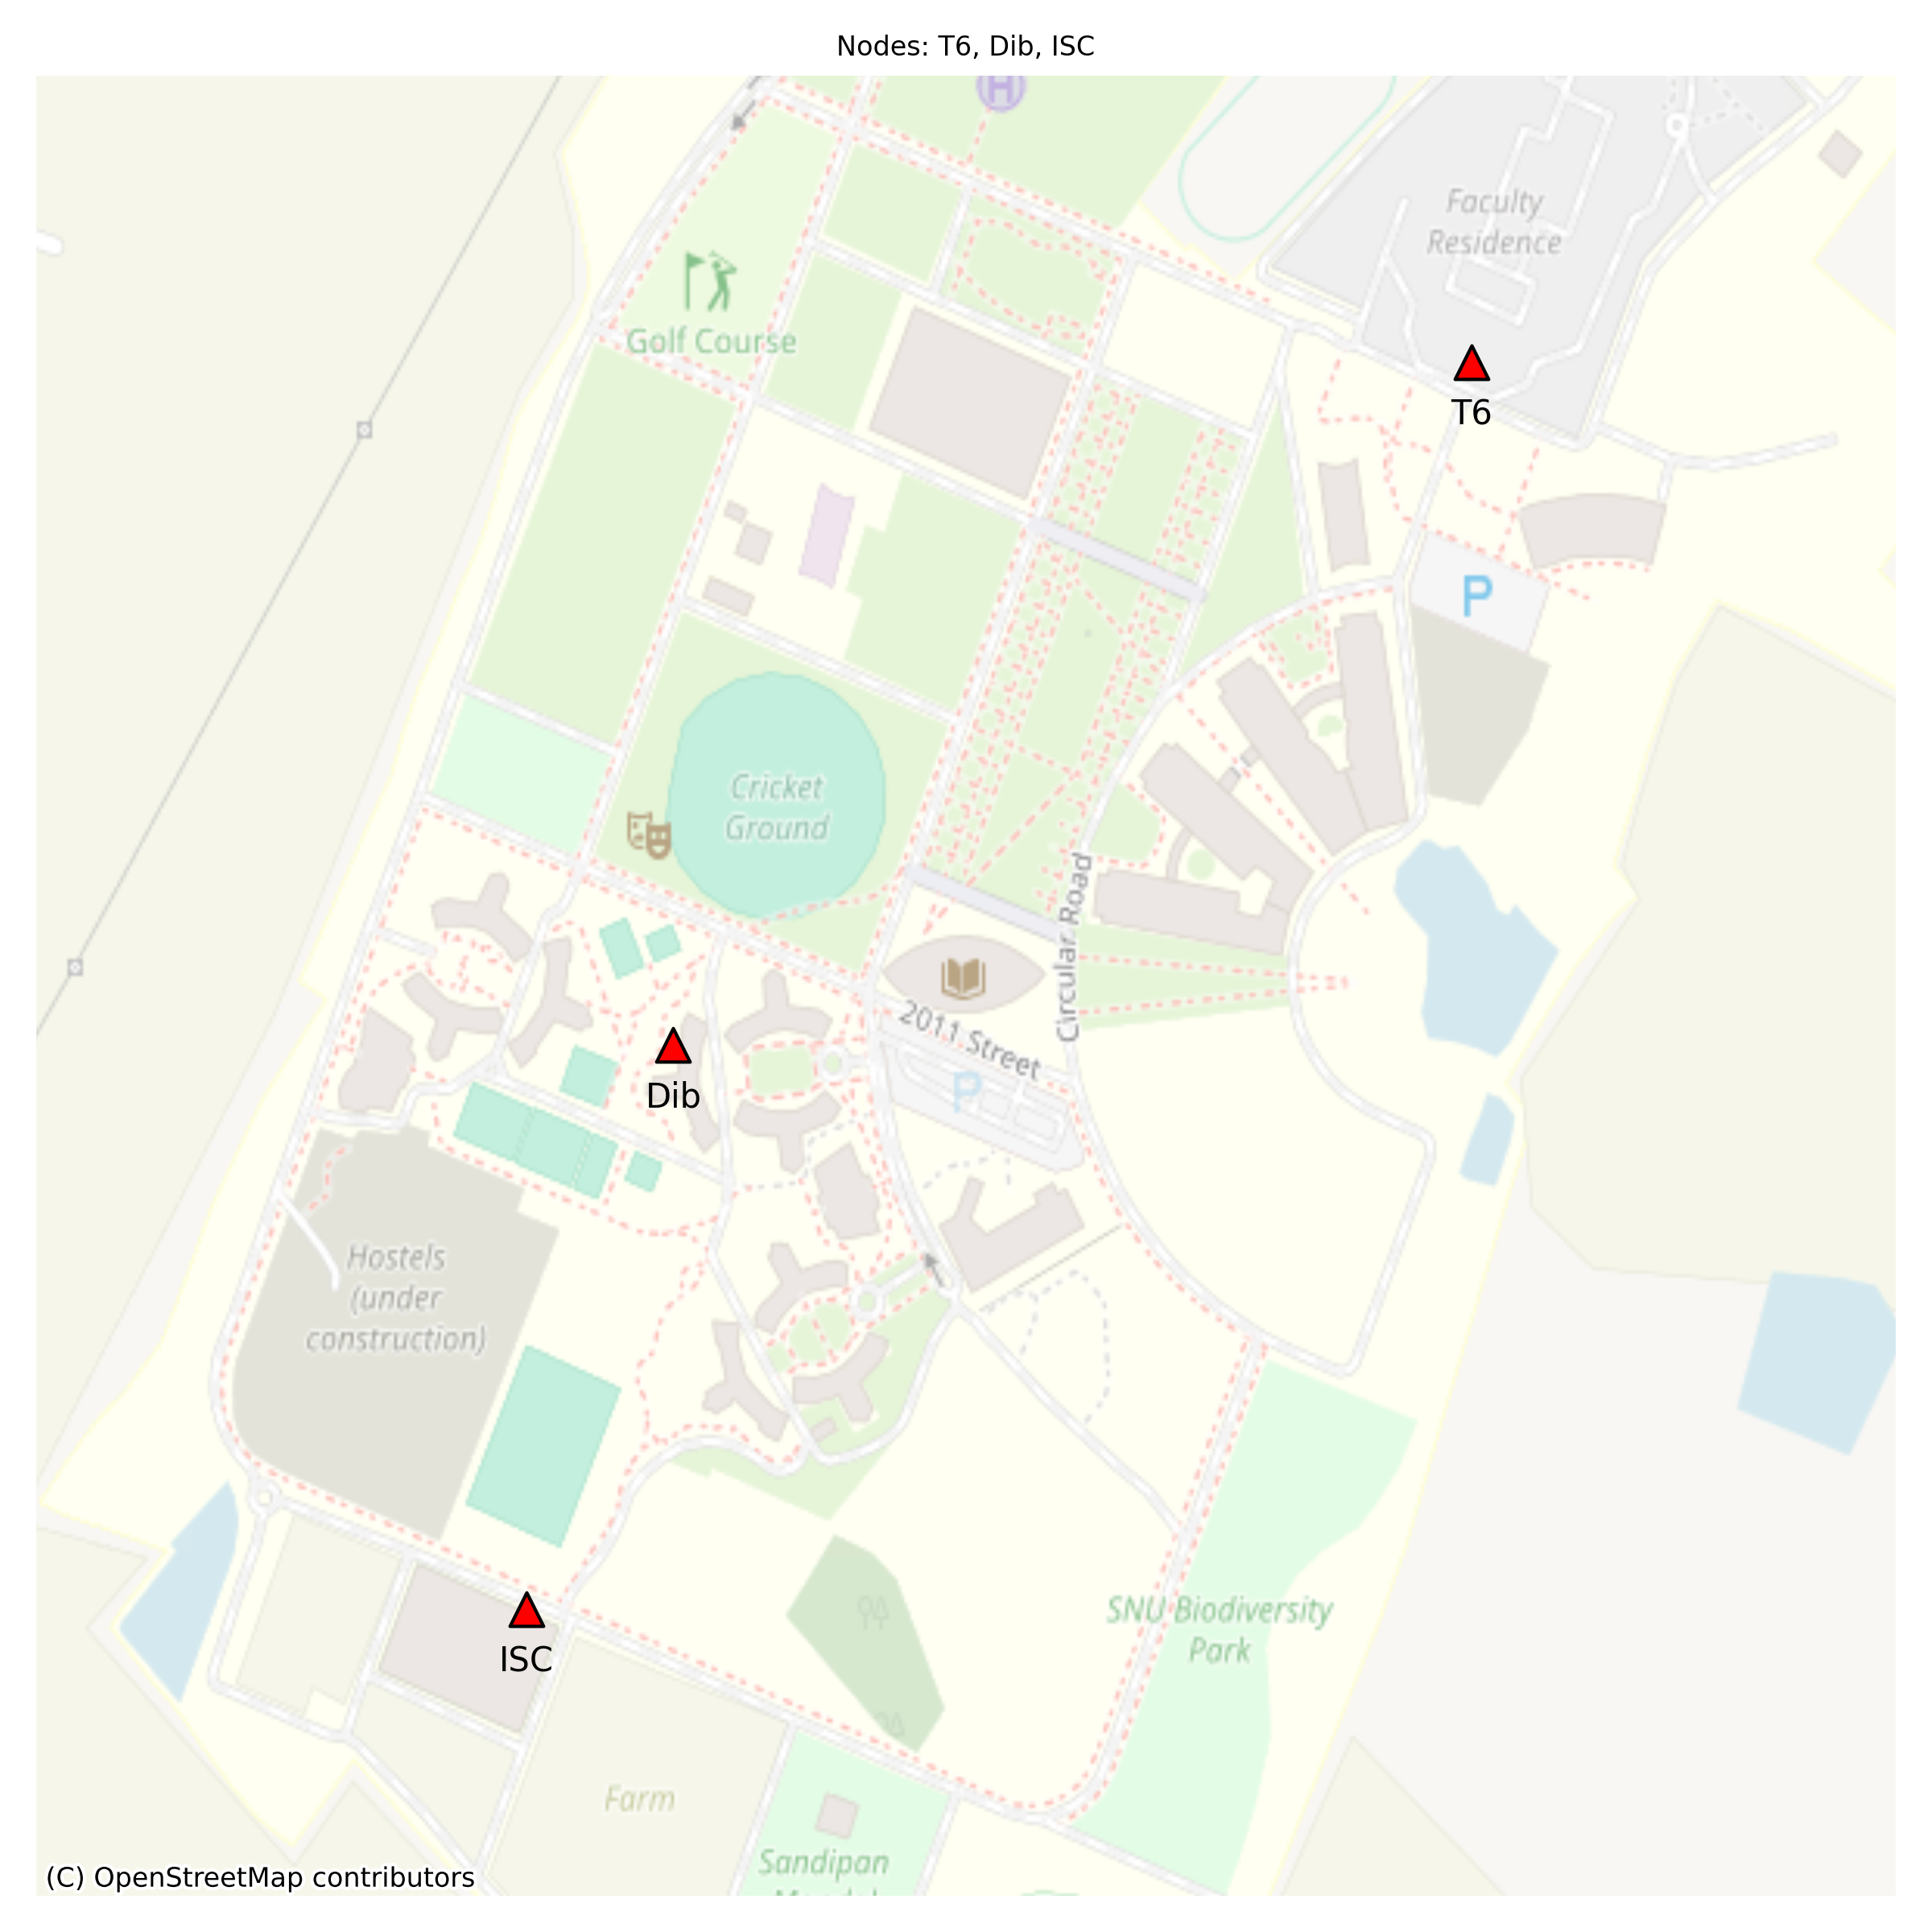 Nodes: T6, Dib, ISC
H
Faculty
Residence
Golf Course
T6
P
Cricket
Ground
Circular Road
2011 Street
P
Dib
Hostels
(under
construction)
ISC
SNU Biodiversity
Park
Farm
Sandipan
(C) OpenStreetMap contributors